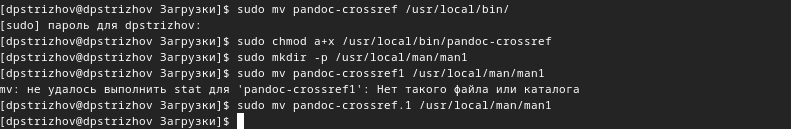 [dpstrizhov@dpstrizhov Загрузки]$ sudo mv pandoc-crossref /usr/local/bin/
[sudo] пароль для dpstrizhov:
[dpstrizhov@dpstrizhov Загрузки]$ sudo chmod a+x /usr/local/bin/pandoc-crossref
[dpstrizhov@dpstrizhov Загрузки]$ sudo mkdir -p /usr/local/man/man1
[dpstrizhov@dpstrizhov Загрузки]$ sudo mv pandoc-crossref1 /usr/local/man/man1
mv: не удалось выполнить stat для 'pandoc-crossref1': Нет такого файла или каталога
[dpstrizhov@dpstrizhov Загрузки]$ sudo mv pandoc-crossref.1 /usr/local/man/man1
[dpstrizhov@dpstrizhov Загрузки]$